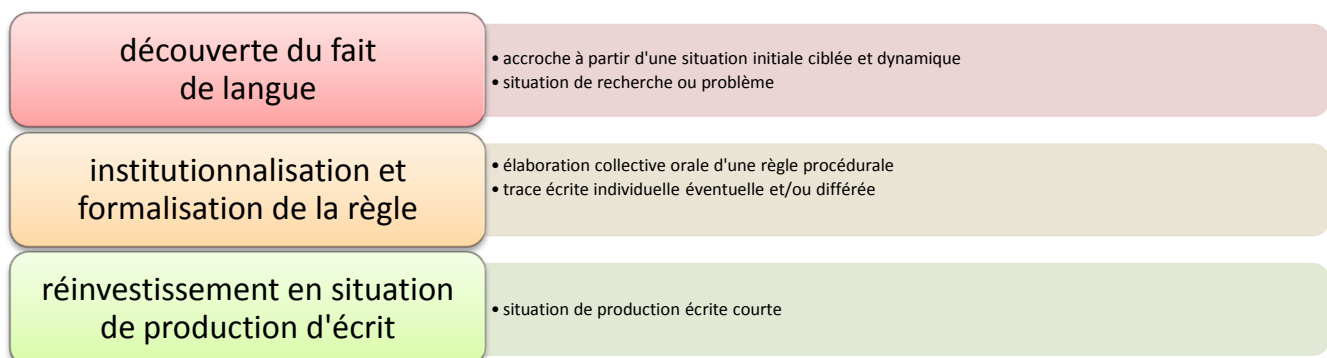 découverte du fait
de langue
• accroche à partir d'une situation initiale ciblée et dynamique
• situation de recherche ou problème
institutionnalisation et
formalisation de la règle
• élaboration collective orale d'une règle procédurale
• trace écrite individuelle éventuelle et/ou différée
réinvestissement en situation
de production d'écrit
• situation de production écrite courte